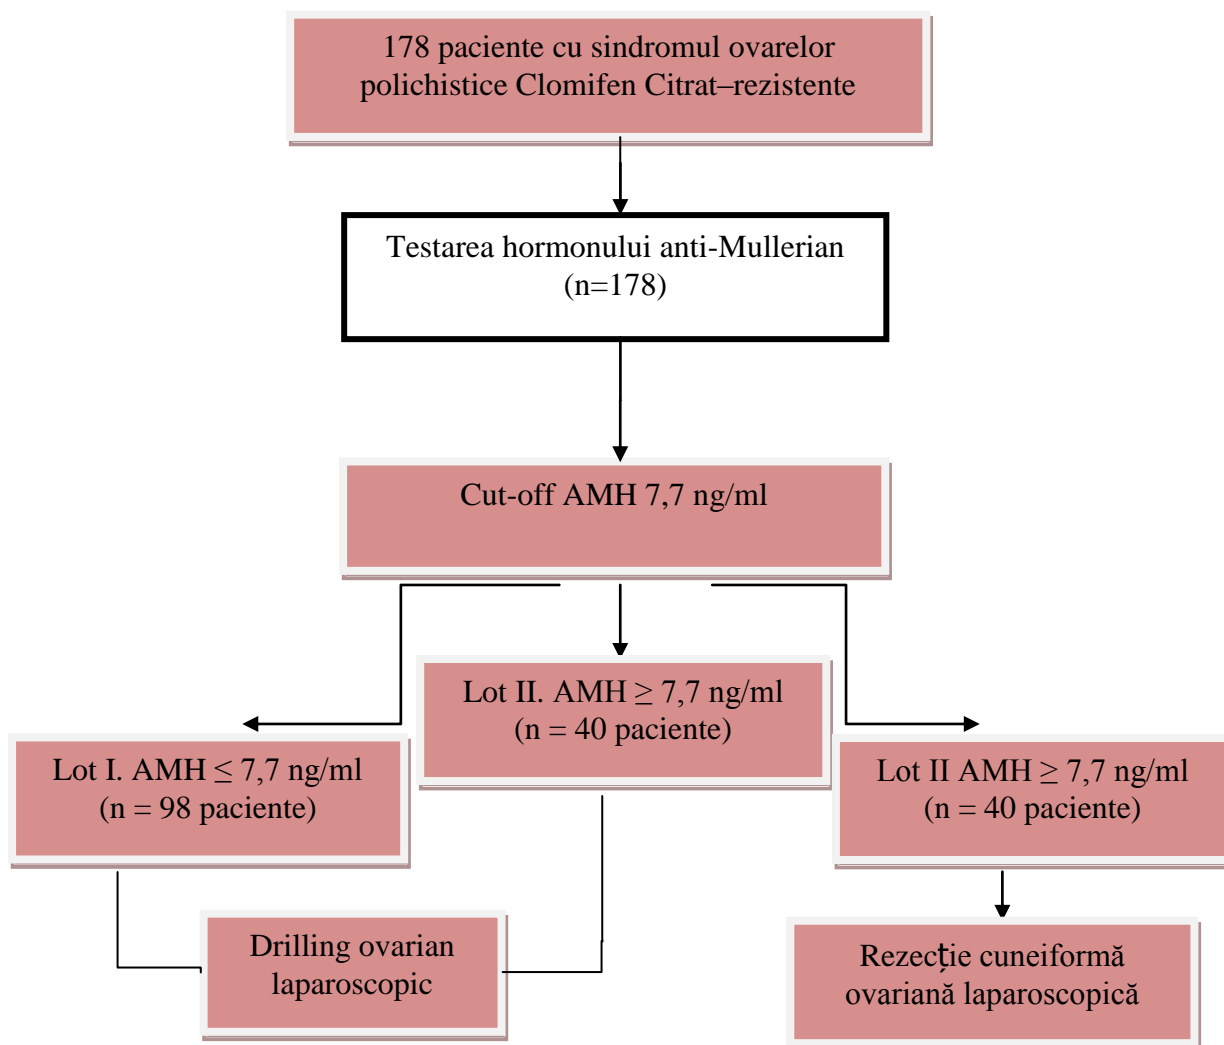 178 paciente cu sindromul ovarelor
polichistice Clomifen Citrat–rezistente
Testarea hormonului anti-Mullerian
(n=178)
Cut-off AMH 7,7 ng/ml
Lot II. AMH ≥ 7,7 ng/ml
(n = 40 paciente)
Lot I. AMH ≤ 7,7 ng/ml
(n = 98 paciente)
Lot II AMH ≥ 7,7 ng/ml
(n = 40 paciente)
Drilling ovarian
laparoscopic
Rezecţie cuneiformă
ovariană laparoscopică